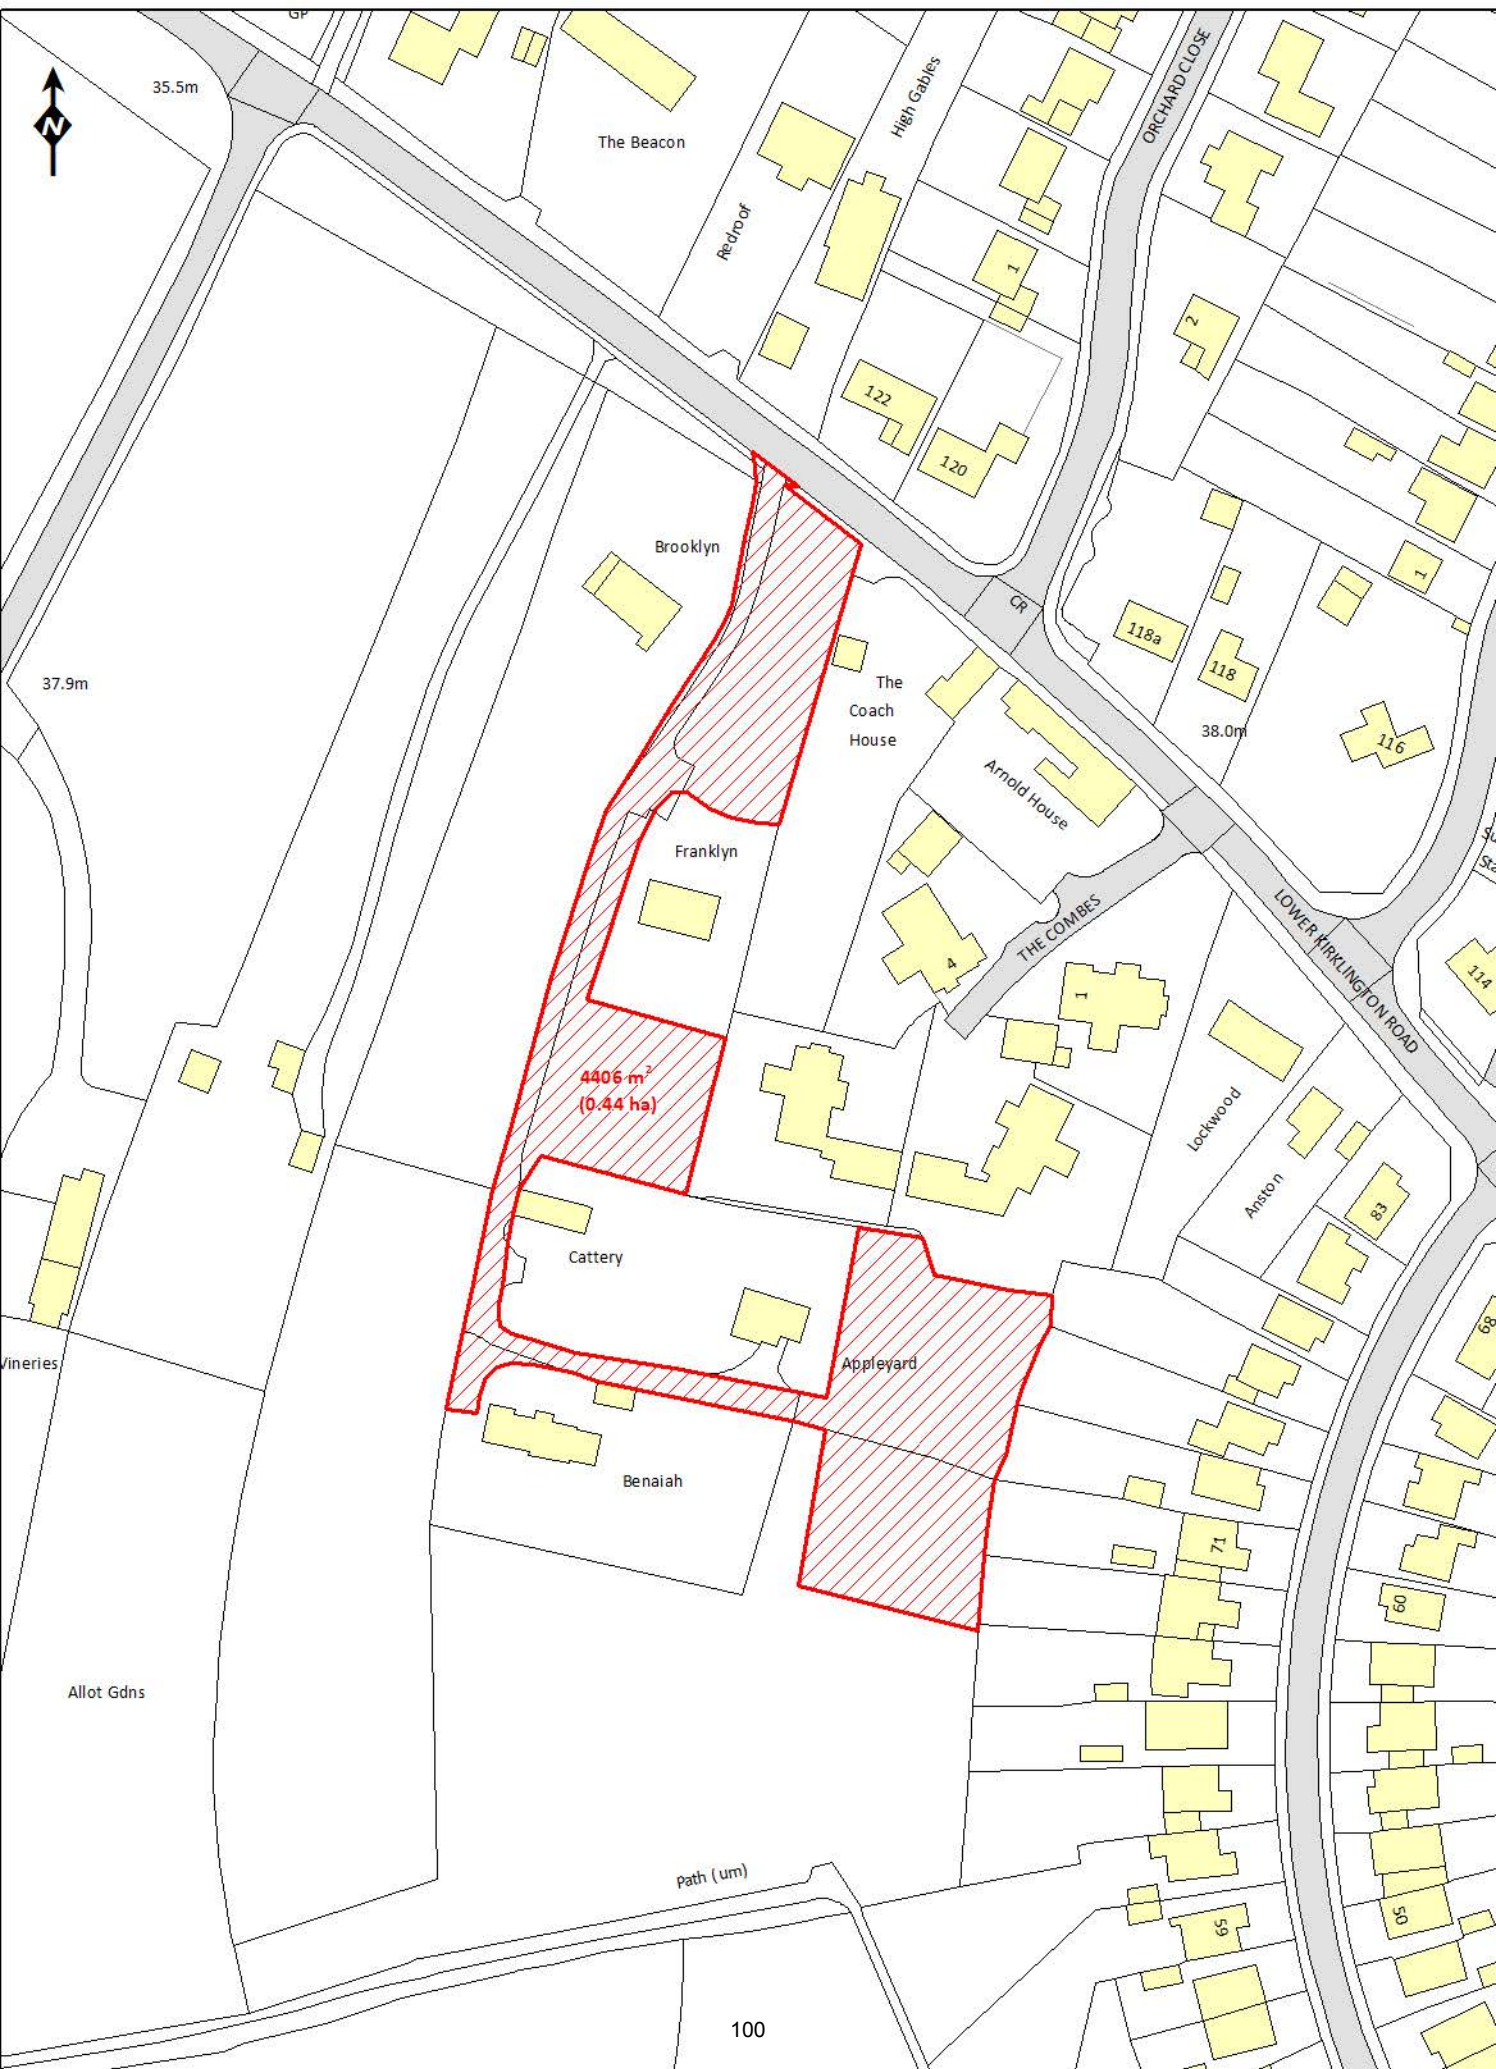 GP
35.5m
N
The Beacon
High Gables
ORCHARD CLOSE
Redroof
1
2
122
120
Brooklyn
1
CR
118a
118
37.9m
The
Coach
House
38.0m
116
Arnold House
Franklyn
THE COMBES
LOWER KIRKLINGTON ROAD
4
114
1
4406 m²
(0.44 ha)
Lockwood
Anston
83
Cattery
68
Vineries
Appleyard
Benaiah
71
60
Allot Gdns
Path (um)
59
50
100